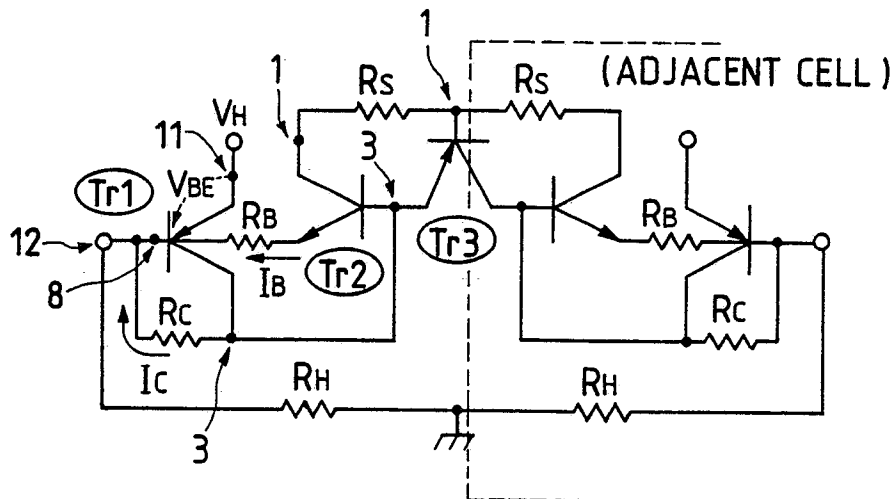 1
1
RS
RS
(ADJACENT CELL)
VH
11
3
Tr1
VBE
RB
RB
12
Tr3
8
IB
Tr2
RC
RC
IC
RH
RH
3